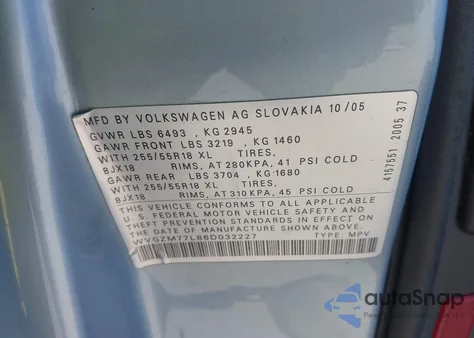 MFD BY VOLKSWAGEN AG SLOVAKIA 10/05
GVWR LBS 6493 , KG 2945
GAWR FRONT LBS 3219 , KG 1460
WITH 255/55R18 XL TIRES,
8JX18 RIMS, AT 280KPA, 41 PSI COLD
GAWR REAR LBS 3704 , KG 1680
WITH 255/55R18 XL TIRES,
8JX18 RIMS, AT 310KPA, 45 PSI COLD
THIS VEHICLE CONFORMS TO ALL APPLICABLE
U.S. FEDERAL MOTOR VEHICLE SAFETY AND
THEFT PREVENTION STANDARDS IN EFFECT ON
DATE OF MANUFACTURE SHOWN ABOVE
WVGZM77L86D032227 TYPE: MPV
4157651 2005 37
autoSnap